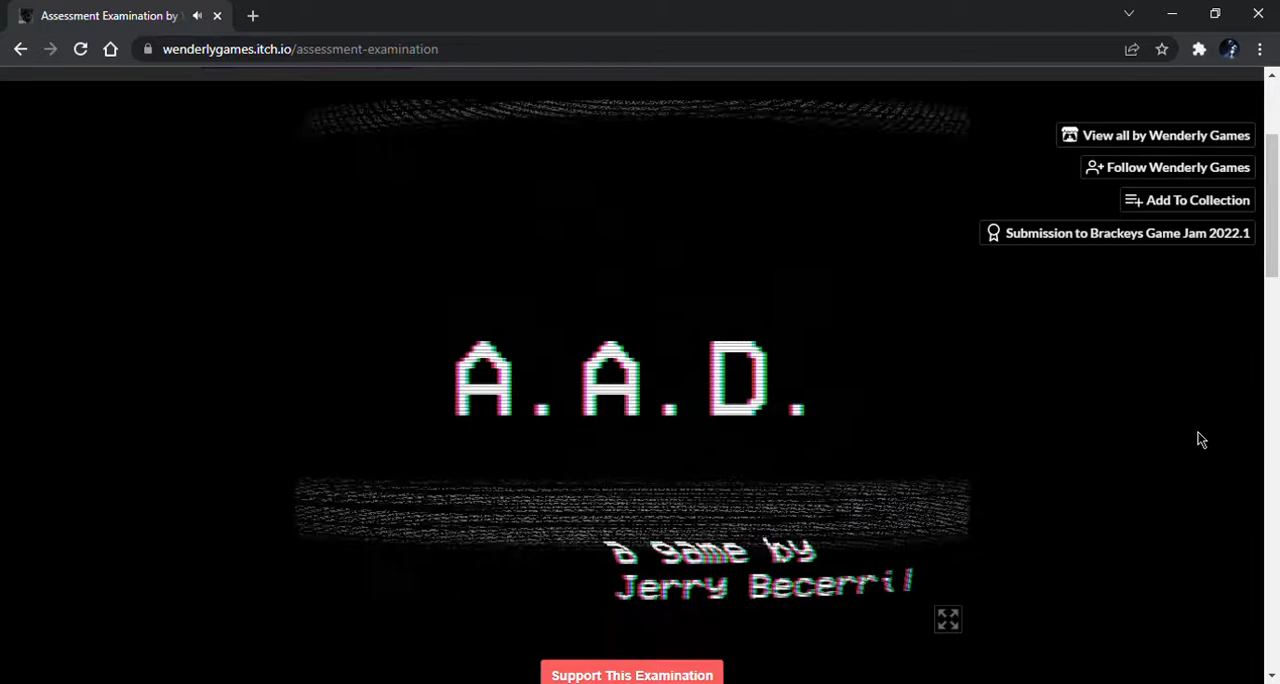 Assessment Examination by
wenderlygames.itch.io/assessment-examination
View all by Wenderly Games
Follow Wenderly Games
Add To Collection
Submission to Brackeys Game Jam 2022.1
A.A.D.
a game by
Jerry Becerril
Support This Examination